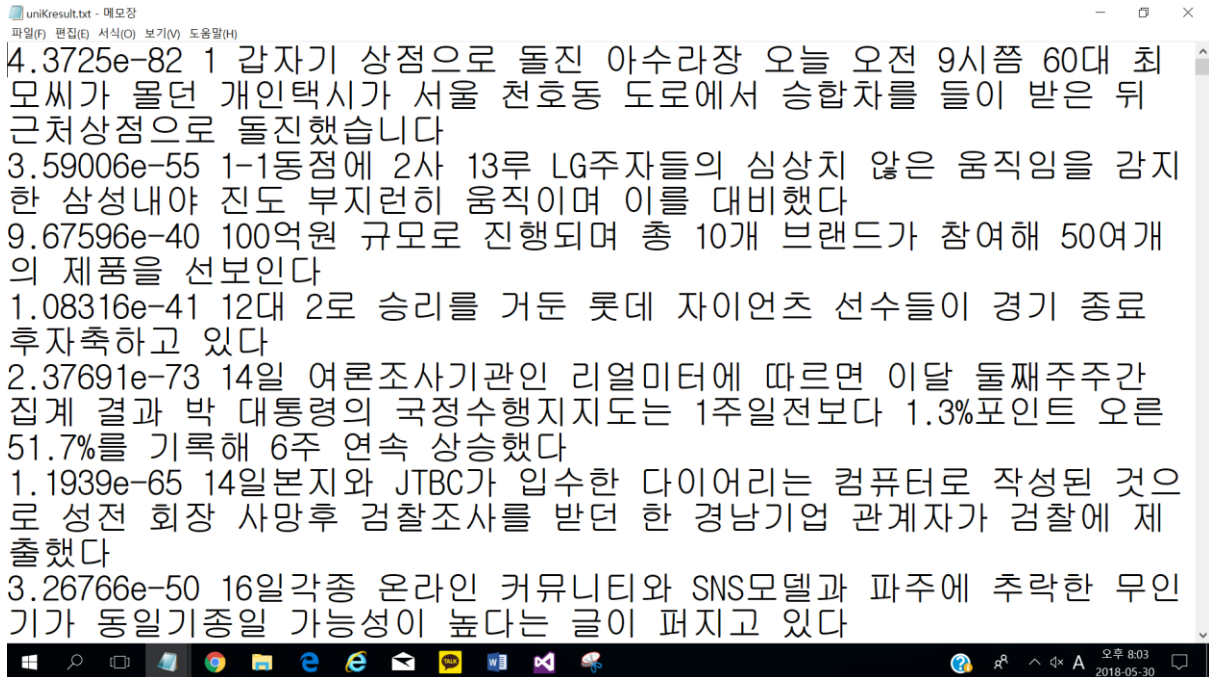 uniKresult.txt - 메모장
파일(F) 편집(E) 서식(O) 보기(V) 도움말(H)
4.3725e-82 1 갑자기 상점으로 돌진 아수라장 오늘 오전 9시쯤 60대 최
모씨가 몰던 개인택시가 서울 천호동 도로에서 승합차를 들이 받은 뒤
근처상점으로 돌진했습니다
3.59006e-55 1-1동점에 2사 13루 LG주자들의 심상치 않은 움직임을 감지
한 삼성내야 진도 부지런히 움직이며 이를 대비했다
9.67596e-40 100억원 규모로 진행되며 총 10개 브랜드가 참여해 50여개
의 제품을 선보인다
1.08316e-41 12대 2로 승리를 거둔 롯데 자이언츠 선수들이 경기 종료
후자축하고 있다
2.37691e-73 14일 여론조사기관인 리얼미터에 따르면 이달 둘째주주간
집계 결과 박 대통령의 국정수행지지도는 1주일전보다 1.3%포인트 오른
51.7%를 기록해 6주 연속 상승했다
1.1939e-65 14일본지와 JTBC가 입수한 다이어리는 컴퓨터로 작성된 것으
로 성전 회장 사망후 검찰조사를 받던 한 경남기업 관계자가 검찰에 제
출했다
3.26766e-50 16일각종 온라인 커뮤니티와 SNS모델과 파주에 추락한 무인
기가 동일기종일 가능성이 높다는 글이 퍼지고 있다
TALK
A 오후 8:03
2018-05-30